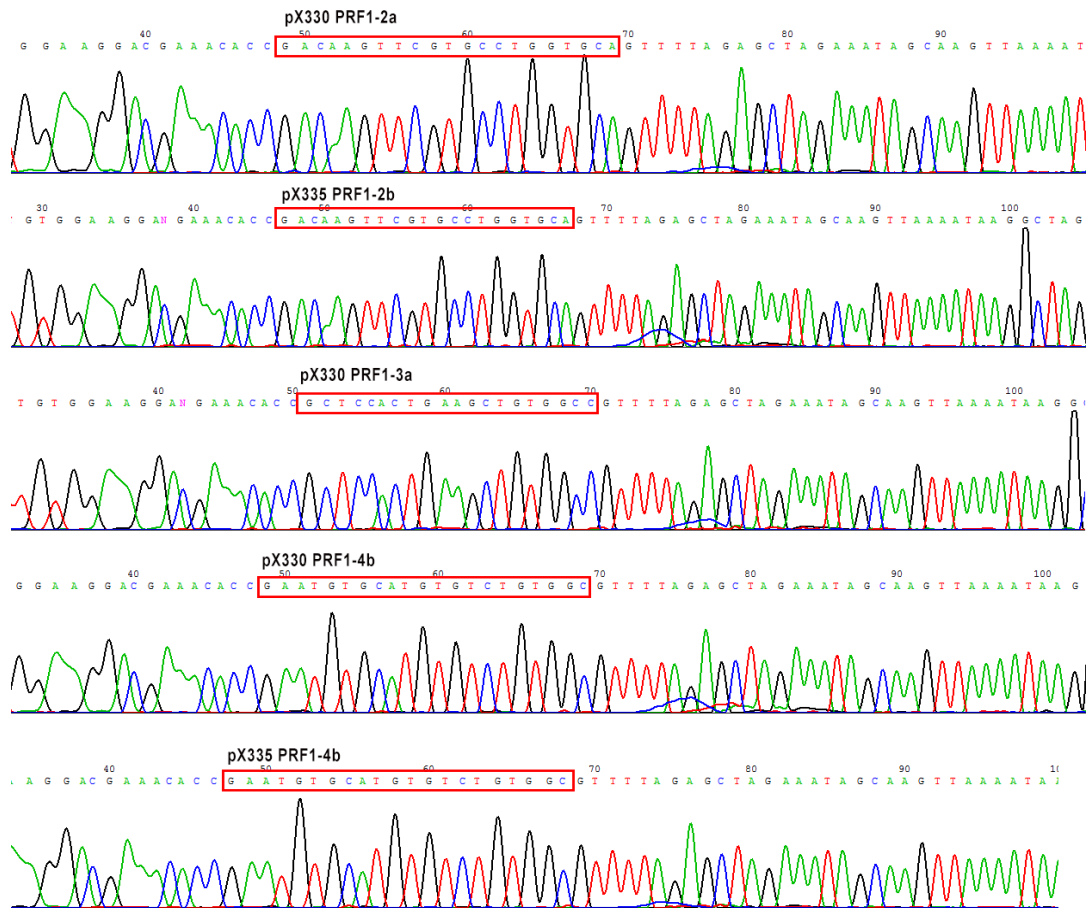 pX330 PRF1-2a
40 50 60 70 80 90
G G A A G G A C G A A A C A C C G A C A A G T T C G T G C C T G G T G C A G T T T T A G A G C T A G A A A T A G C A A G T T A A A A T
pX335 PRF1-2b
30 50 60 70 80 90 100
G T G G A A G G A N G A A A C A C C G A C A A G T T C G T G C C T G G T G C A G T T T T A G A G C T A G A A A T A G C A A G T T A A A A T A A G G C T A G
pX330 PRF1-3a
40 50 60 70 80 90 100
T G T G G A A G G A N G A A A C A C C G C T C C A C T G A A G C T G T G G C C G T T T T A G A G C T A G A A A T A G C A A G T T A A A A T A A G G
pX330 PRF1-4b
40 50 60 70 80 90 100
G G A A G G A C G A A A C A C C G A A T G T G C A T G T G T C T G T G G C G T T T T A G A G C T A G A A A T A G C A A G T T A A A A T A A G
pX335 PRF1-4b
40 50 60 70 80 90
A G G A C G A A A C A C C G A A T G T G C A T G T G T C T G T G G C G T T T T A G A G C T A G A A A T A G C A A G T T A A A A T A